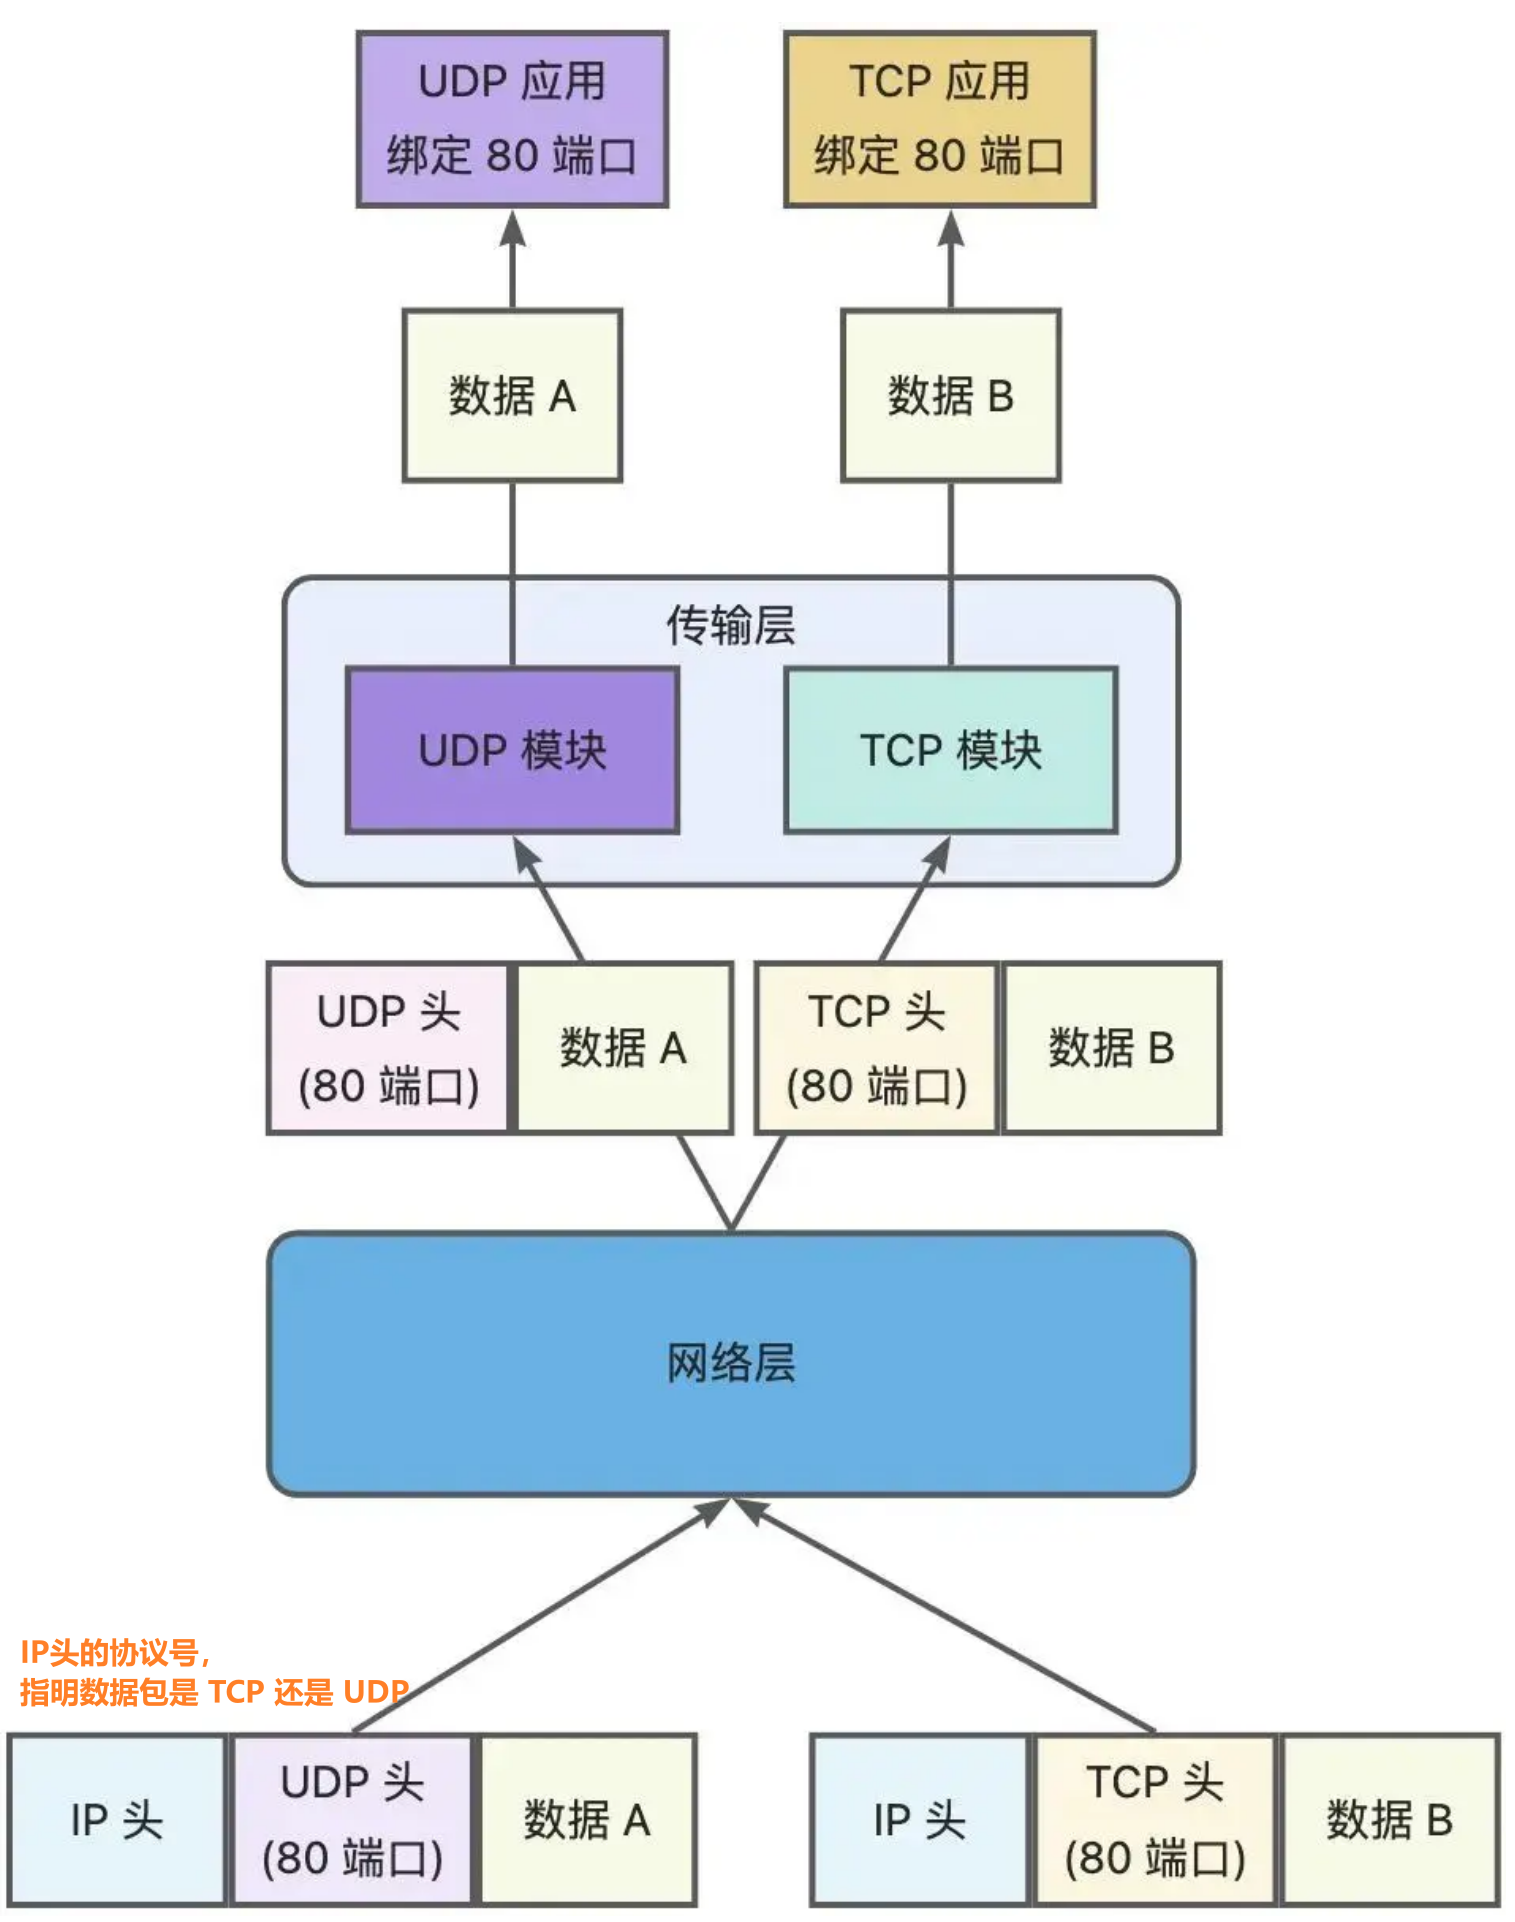 UDP 应用
绑定 80 端口
TCP 应用
绑定 80 端口
数据 A
数据 B
传输层
UDP 模块
TCP 模块
UDP 头
(80 端口)
数据 A
TCP 头
(80 端口)
数据 B
网络层
IP头的协议号，
指明数据包是 TCP 还是 UDP
IP 头
UDP 头
(80 端口)
数据 A
IP 头
TCP 头
(80 端口)
数据 B